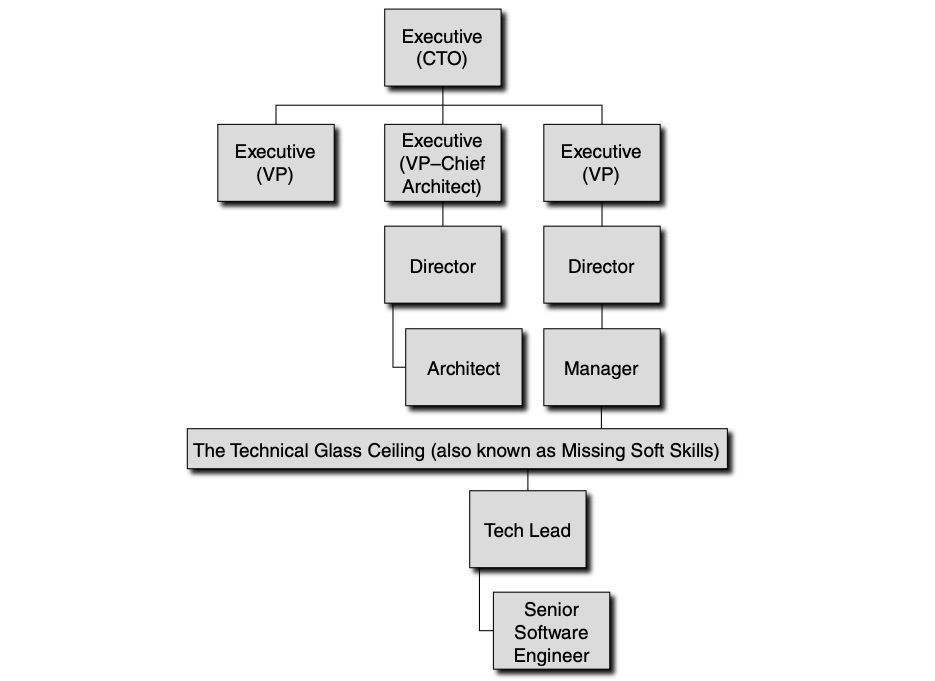 Executive
(CTO)
Executive
(VP)
Executive
(VP–Chief
Architect)
Executive
(VP)
Director
Director
Architect
Manager
The Technical Glass Ceiling (also known as Missing Soft Skills)
Tech Lead
Senior
Software
Engineer